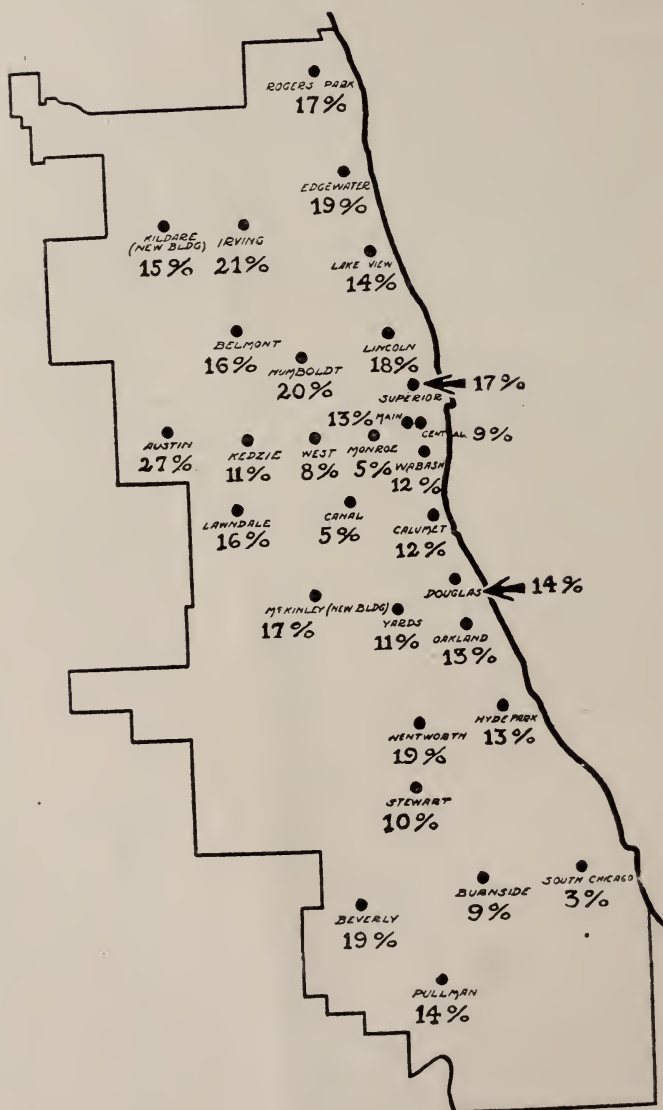 ROGERS PARK
17%
EDGEWATER
19%
KILDARE
(NEW BLDG)
15%
IRVING
21%
LAKE VIEW
14%
BELMONT
16%
HUMBOLDT
20%
LINCOLN
18%
SUPERIOR
17%
13% MAIN
CENTRAL 9%
AUSTIN
27%
KEDZIE
11%
WEST
8%
MONROE
5%
WABASH
12%
LAWNDALE
16%
CANAL
5%
CALUMET
12%
DOUGLAS
14%
McKINLEY (NEW BLDG)
17%
YARDS
11%
OAKLAND
13%
HYDE PARK
13%
WENTWORTH
19%
STEWART
10%
SOUTH CHICAGO
3%
BURNSIDE
9%
BEVERLY
19%
PULLMAN
14%